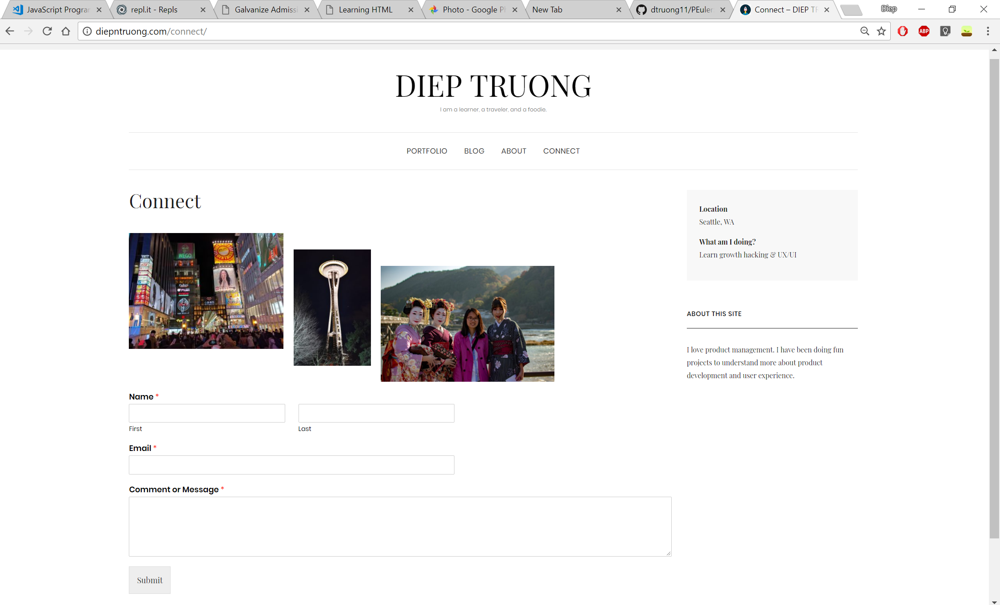 JavaScript Progra
repl.it - Repls
Galvanize Admiss
Learning HTML
Photo - Google P
New Tab
dtruong11/PEuler
Connect – DIEP T
Diep
diepntruong.com/connect/
ABP
DIEP TRUONG
I am a learner, a traveler, and a foodie.
PORTFOLIO
BLOG
ABOUT
CONNECT
Connect
WEGO
Location
Seattle, WA
What am I doing?
Learn growth hacking & UX/UI
ABOUT THIS SITE
I love product management. I have been doing fun
projects to understand more about product
development and user experience.
Name *
First
Last
Email *
Comment or Message *
Submit